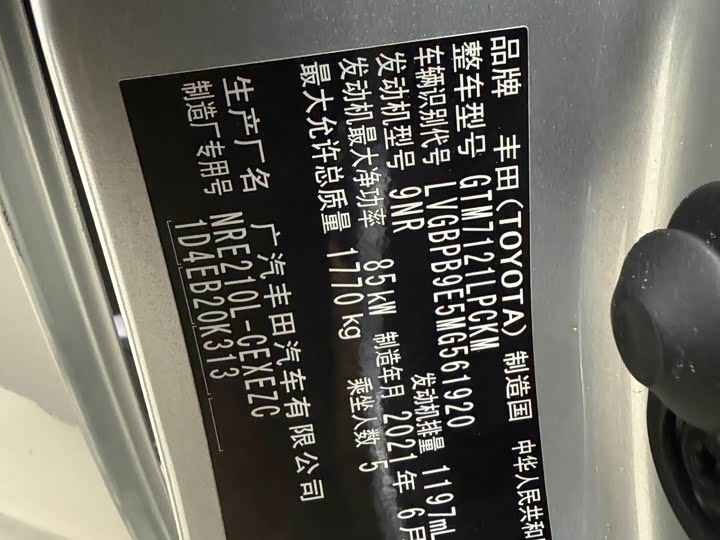 品牌 丰田(TOYOTA) 制造国 中华人民共和
整车型号 GTM7121LPCKM
车辆识别代号 LVGBPB9E5MG561920
发动机型号 9NR 发动机排量 1197mL
发动机最大净功率 85kW 制造年月 2021年 6月
最大允许总质量 1770kg 乘坐人数 5
生产厂名 广汽丰田汽车有限公司
制造厂专用号 NRE210L-CEXEZC
1D4EB20K313